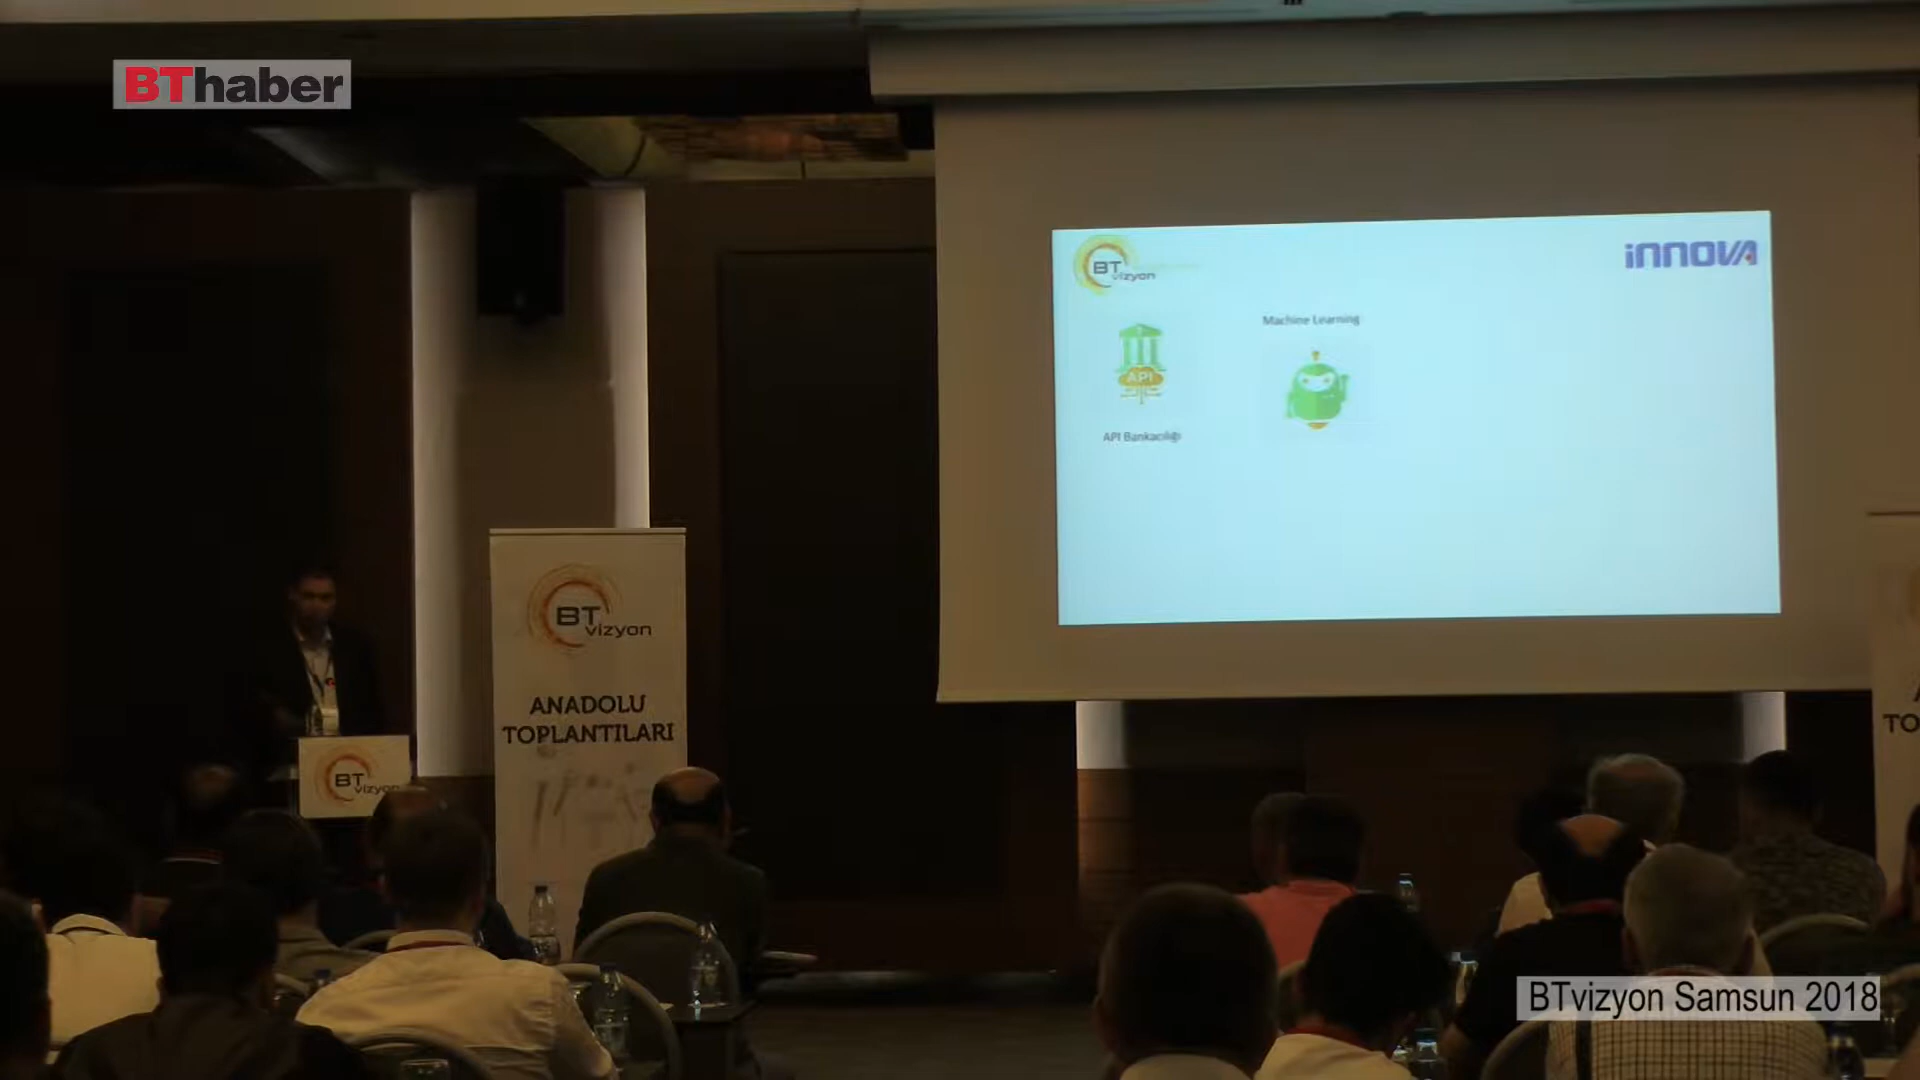 BThaber
BT
vizyon
innova
Machine Learning
API
API Bankacılığı
BT
vizyon
ANADOLU
TOPLANTILARI
BT
vizyon
TO
BTvizyon Samsun 2018